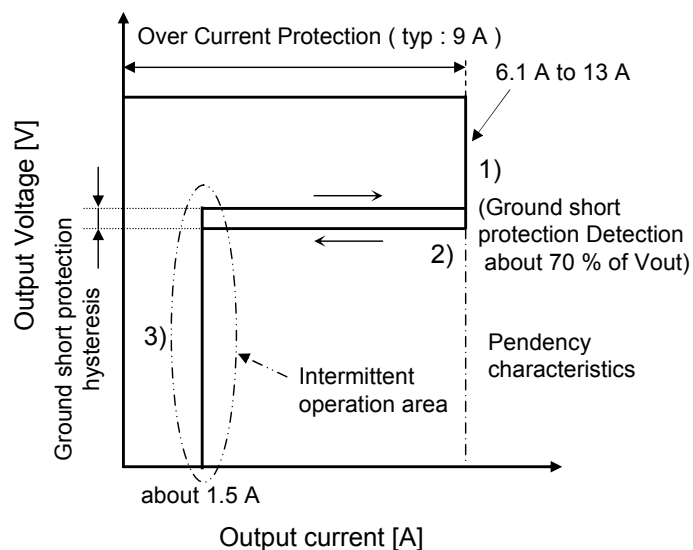 Over Current Protection ( typ : 9 A )
6.1 A to 13 A
Output Voltage [V]
Ground short protection
hysteresis
1)
(Ground short
protection Detection
about 70 % of Vout)
2)
3)
Pendency
characteristics
Intermittent
operation area
about 1.5 A
Output current [A]